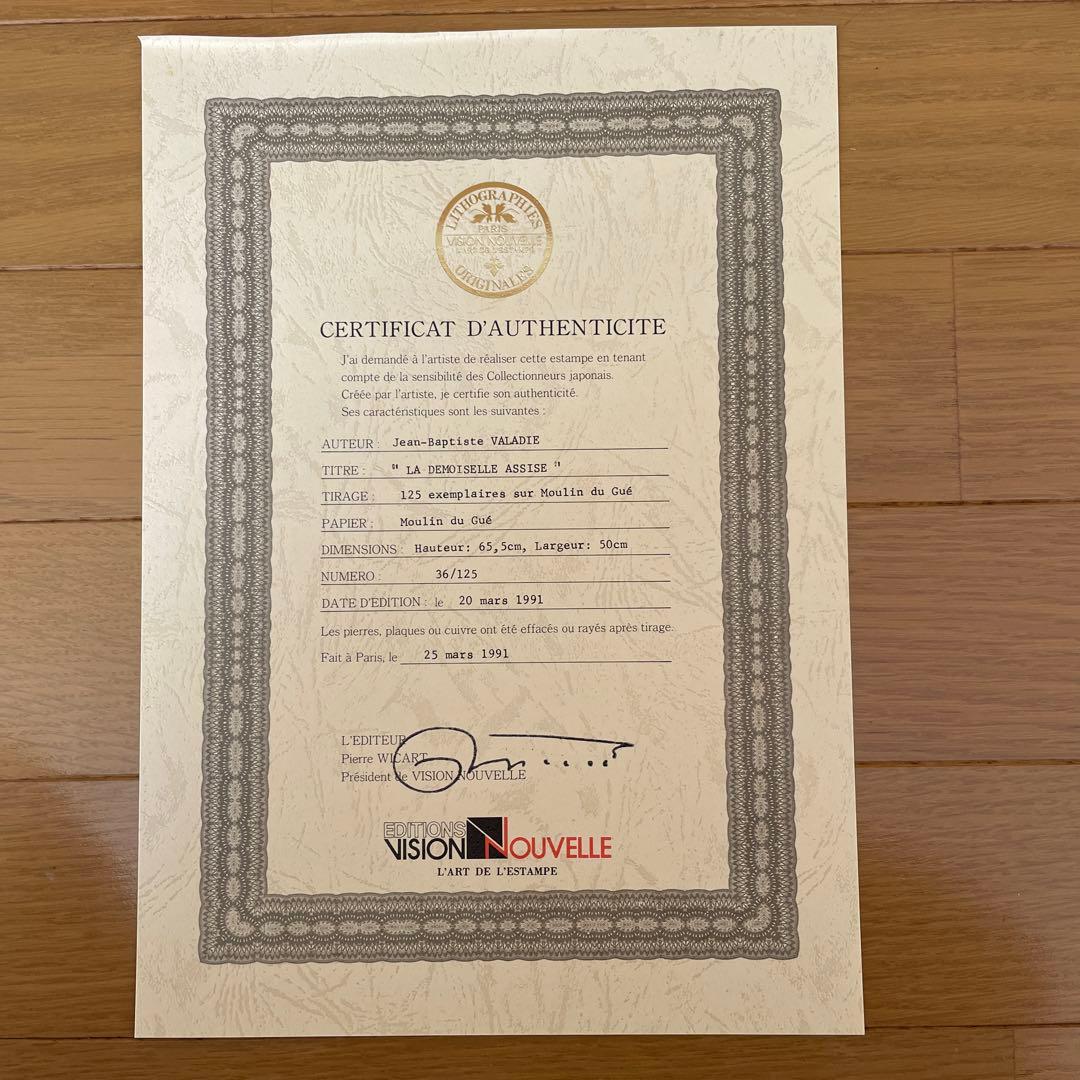 LITHOGRAPHIES
PARIS
VISION NOUVELLE
L'ART DE L'ESTAMPE
ORIGINALES
CERTIFICAT D'AUTHENTICITE
J'ai demandé à l'artiste de réaliser cette estampe en tenant
compte de la sensibilité des Collectionneurs japonais.
Créée par l'artiste, je certifie son authenticité.
Ses caractéristiques sont les suivantes :
AUTEUR : Jean-Baptiste VALADIE
TITRE : " LA DEMOISELLE ASSISE "
TIRAGE : 125 exemplaires sur Moulin du Gué
PAPIER : Moulin du Gué
DIMENSIONS : Hauteur: 65,5cm, Largeur: 50cm
NUMERO : 36/125
DATE D'EDITION : le 20 mars 1991
Les pierres, plaques ou cuivre ont été effacés ou rayés après tirage.
Fait à Paris, le 25 mars 1991
L'EDITEUR
Pierre WICART
Président de VISION NOUVELLE
EDITIONS
VISION NOUVELLE
L'ART DE L'ESTAMPE